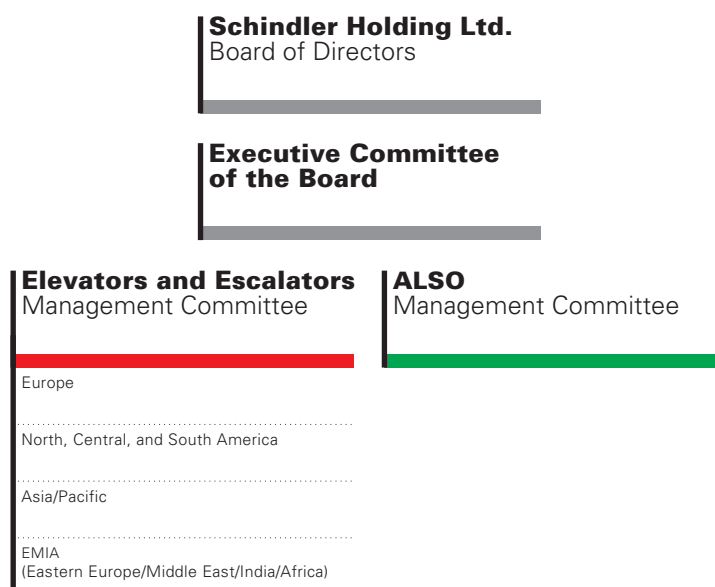 Schindler Holding Ltd.
Board of Directors
Executive Committee
of the Board
Elevators and Escalators
Management Committee
Europe
North, Central, and South America
Asia/Pacific
EMIA
(Eastern Europe/Middle East/India/Africa)
ALSO
Management Committee